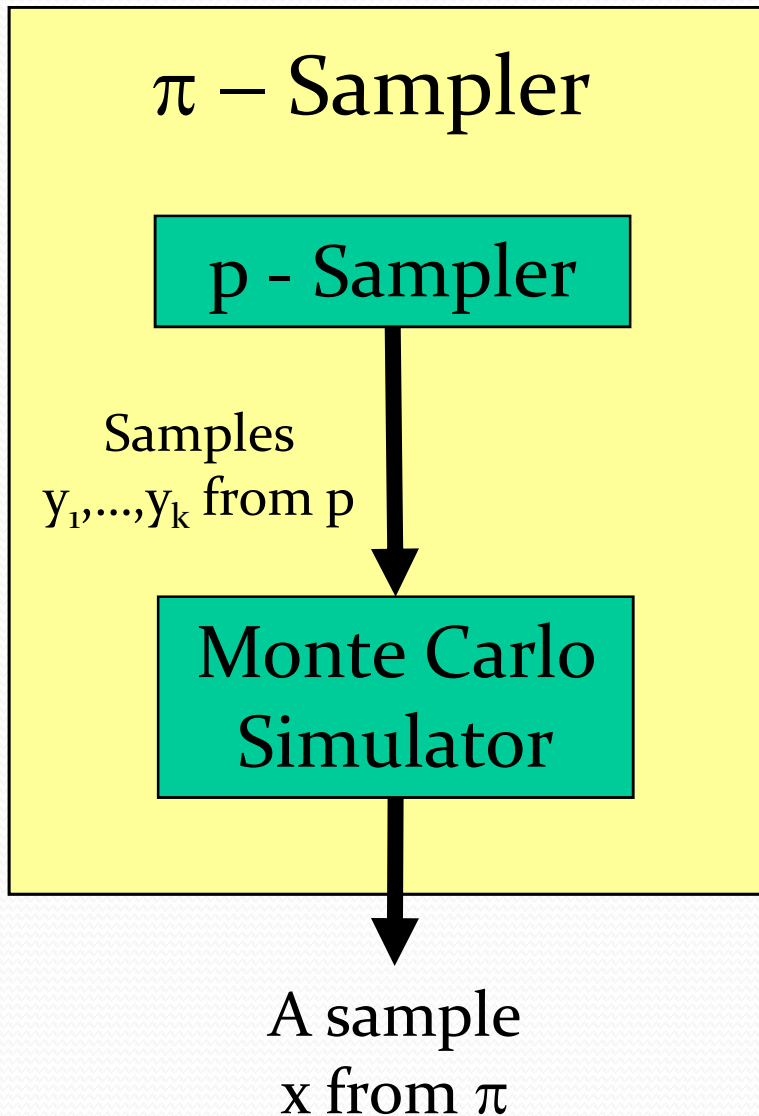 π – Sampler
p - Sampler
Samples
y₁,...,yₖ from p
Monte Carlo
Simulator
A sample
x from π